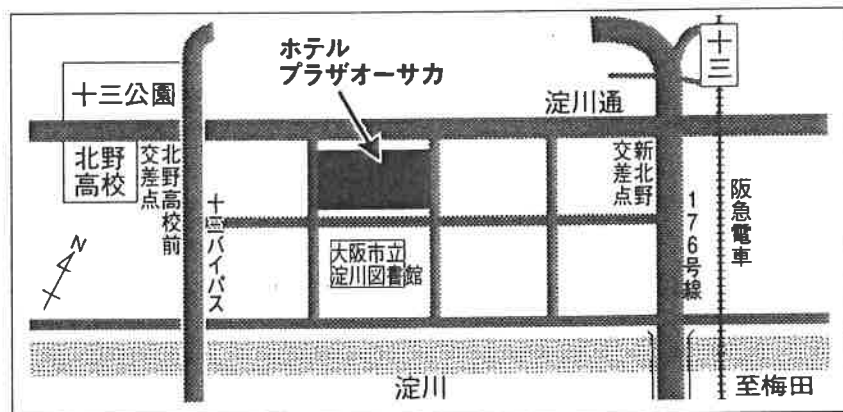 ホテル
プラザオーサカ
十三
十三公園
淀川通
北野
高校
北野高校前
交差点
新北野
交差点
十三バイパス
176号線
阪急電車
大阪市立
淀川図書館
N
淀川
至梅田